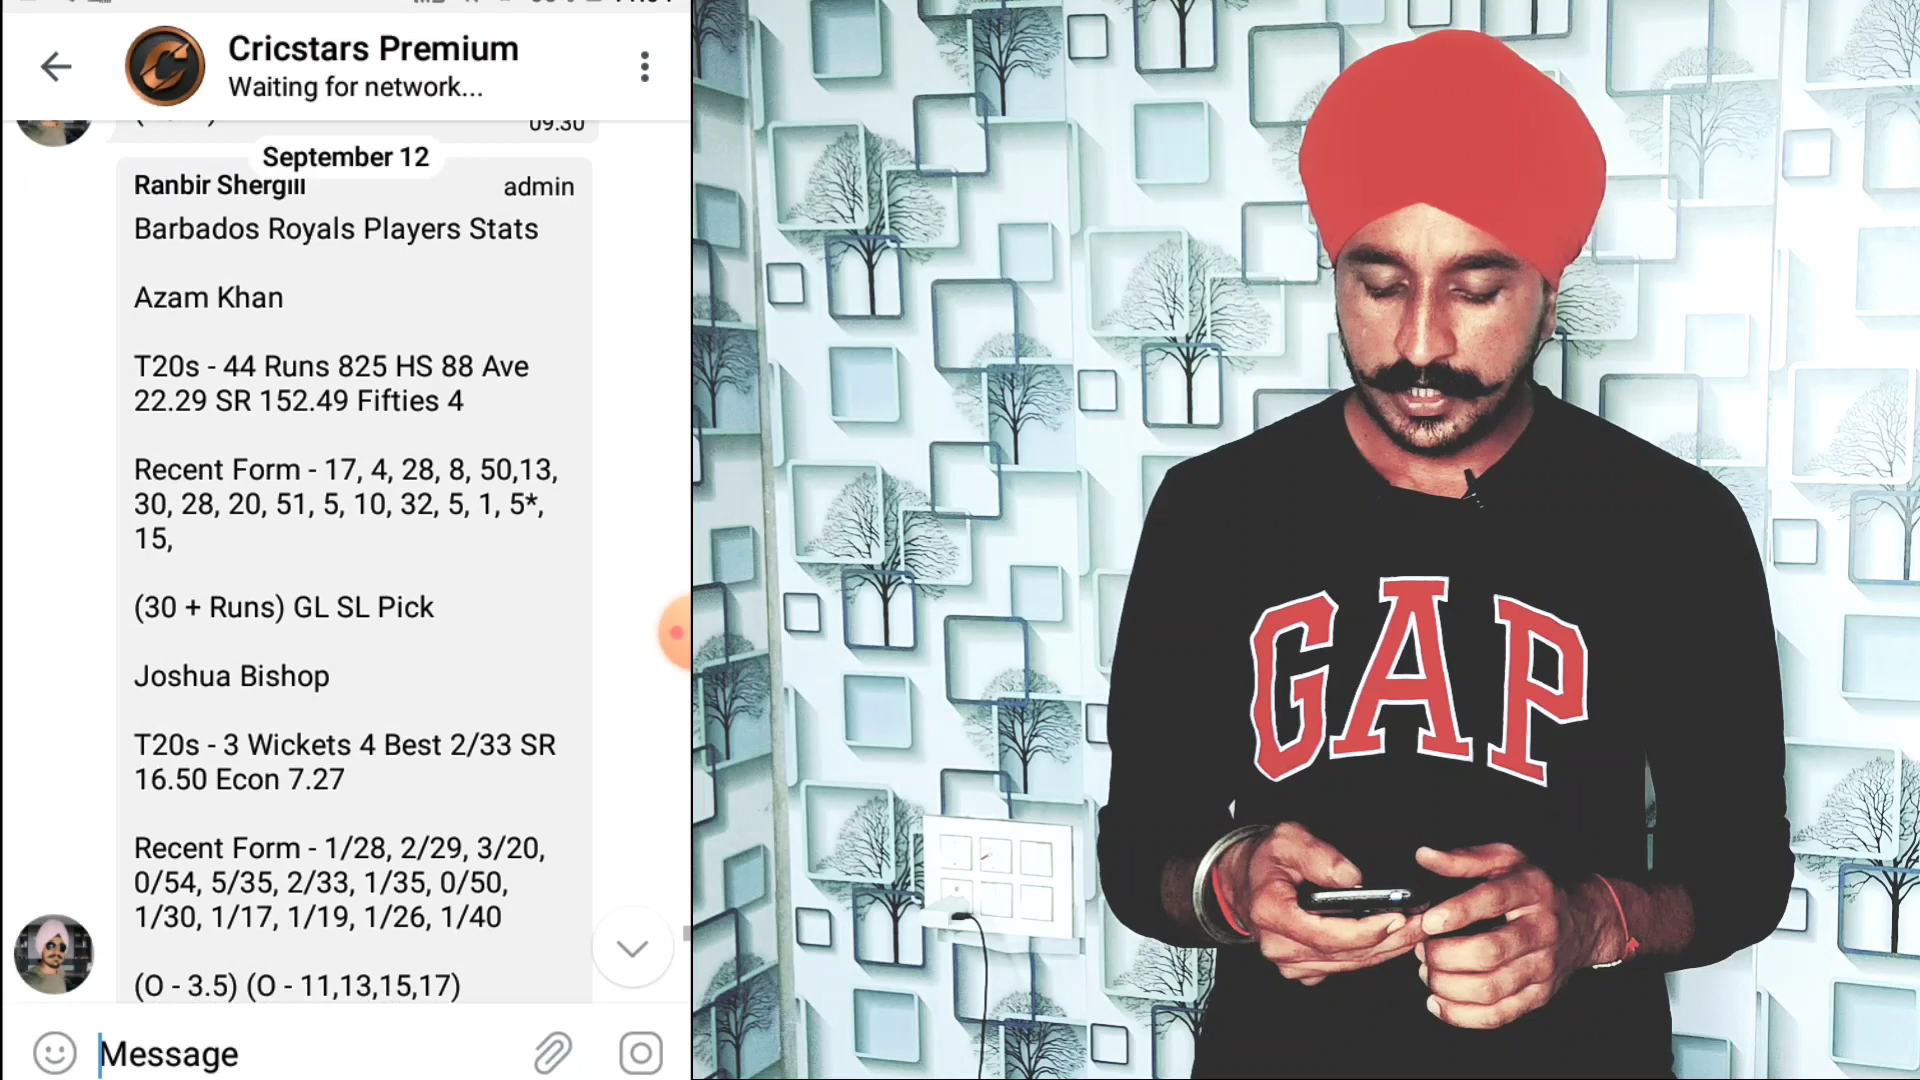 Cricstars Premium
Waiting for network...
09:30
September 12
Ranbir Shergill admin
Barbados Royals Players Stats
Azam Khan
T20s - 44 Runs 825 HS 88 Ave
22.29 SR 152.49 Fifties 4
Recent Form - 17, 4, 28, 8, 50,13,
30, 28, 20, 51, 5, 10, 32, 5, 1, 5*,
15,
(30 + Runs) GL SL Pick
Joshua Bishop
T20s - 3 Wickets 4 Best 2/33 SR
16.50 Econ 7.27
Recent Form - 1/28, 2/29, 3/20,
0/54, 5/35, 2/33, 1/35, 0/50,
1/30, 1/17, 1/19, 1/26, 1/40
(O - 3.5) (O - 11,13,15,17)
Message
GAP